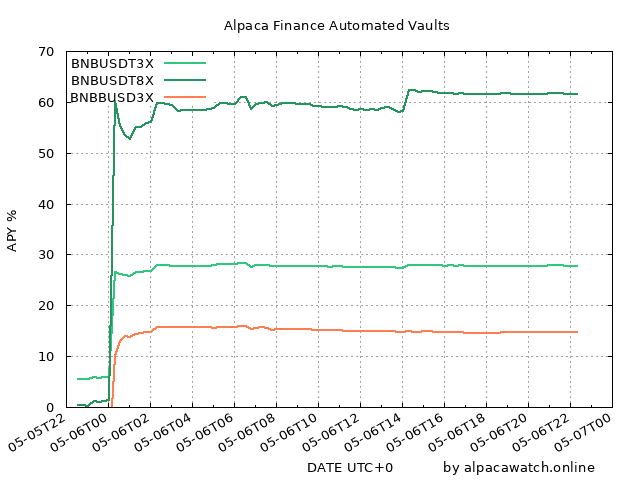 Alpaca Finance Automated Vaults
BNBUSDT3X
BNBUSDT8X
BNBBUSD3X
APY %
70
60
50
40
30
20
10
0
05-05T22
05-06T00
05-06T02
05-06T04
05-06T06
05-06T08
05-06T10
05-06T12
05-06T14
05-06T16
05-06T18
05-06T20
05-06T22
05-07T00
DATE UTC+0
by alpacawatch.online